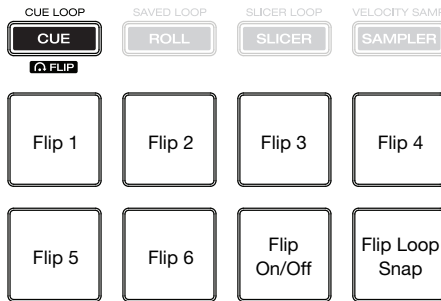 CUE LOOP SAVED LOOP SLICER LOOP VELOCITY SAMP
CUE ROLL SLICER SAMPLER
FLIP
Flip 1 Flip 2 Flip 3 Flip 4
Flip 5 Flip 6 Flip On/Off Flip Loop Snap